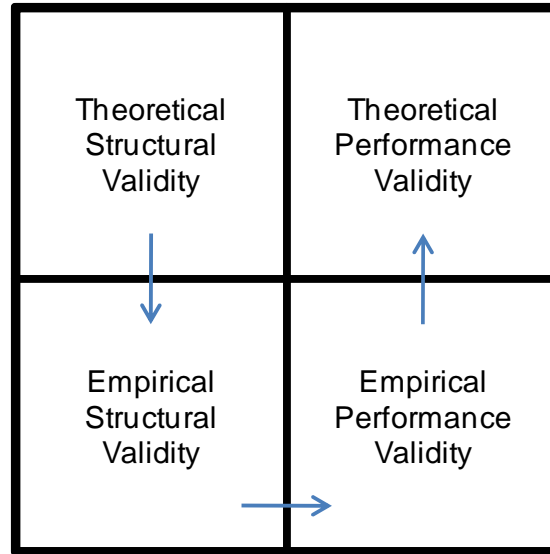 Theoretical
Structural
Validity
Theoretical
Performance
Validity
Empirical
Structural
Validity
Empirical
Performance
Validity